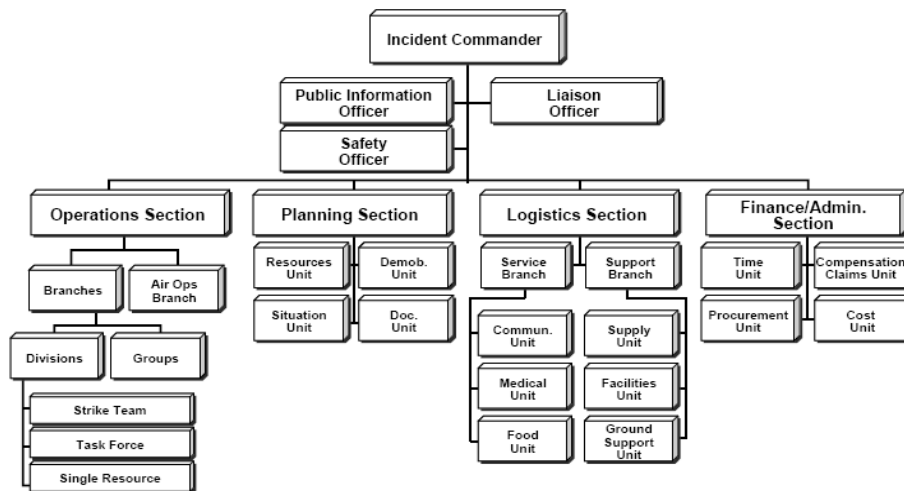 Incident Commander
Public Information
Officer
Liaison
Officer
Safety
Officer
Operations Section
Planning Section
Logistics Section
Finance/Admin.
Section
Branches
Air Ops
Branch
Divisions
Groups
Strike Team
Task Force
Single Resource
Resources
Unit
Demob.
Unit
Situation
Unit
Doc.
Unit
Service
Branch
Support
Branch
Commun.
Unit
Medical
Unit
Food
Unit
Supply
Unit
Facilities
Unit
Ground
Support
Unit
Time
Unit
Compensation
Claims Unit
Procurement
Unit
Cost
Unit